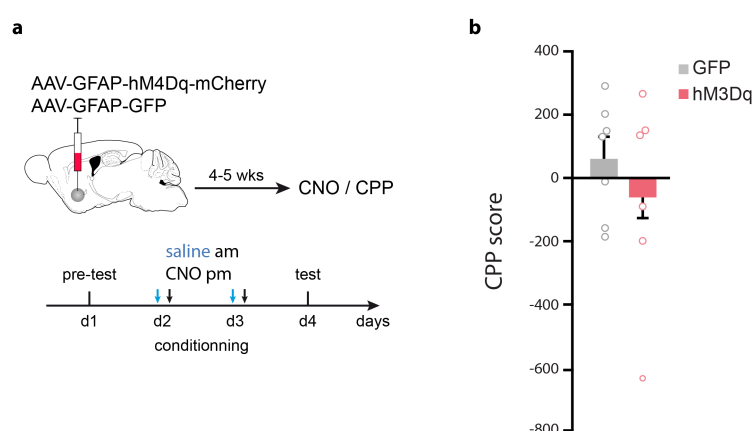 a
AAV-GFAP-hM4Dq-mCherry
AAV-GFAP-GFP
4-5 wks
CNO / CPP
saline am
CNO pm
pre-test
test
d1
d2
d3
d4
days
conditionning
b
400
200
0
-200
-400
-600
-800
CPP score
GFP
hM3Dq